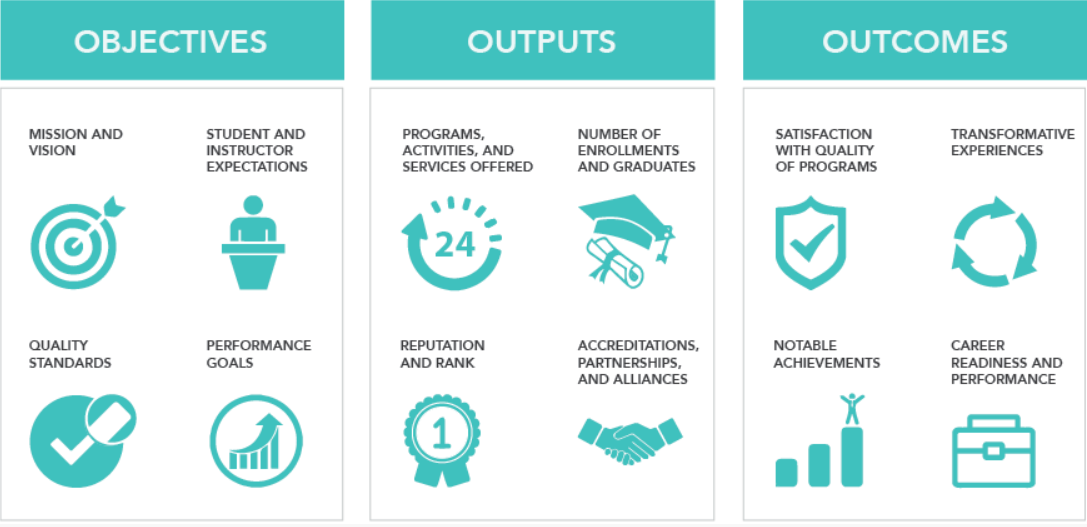 OBJECTIVES
MISSION AND
VISION
STUDENT AND
INSTRUCTOR
EXPECTATIONS
QUALITY
STANDARDS
PERFORMANCE
GOALS
OUTPUTS
PROGRAMS,
ACTIVITIES, AND
SERVICES OFFERED
24
NUMBER OF
ENROLLMENTS
AND GRADUATES
REPUTATION
AND RANK
1
ACCREDITATIONS,
PARTNERSHIPS,
AND ALLIANCES
OUTCOMES
SATISFACTION
WITH QUALITY
OF PROGRAMS
TRANSFORMATIVE
EXPERIENCES
NOTABLE
ACHIEVEMENTS
CAREER
READINESS AND
PERFORMANCE